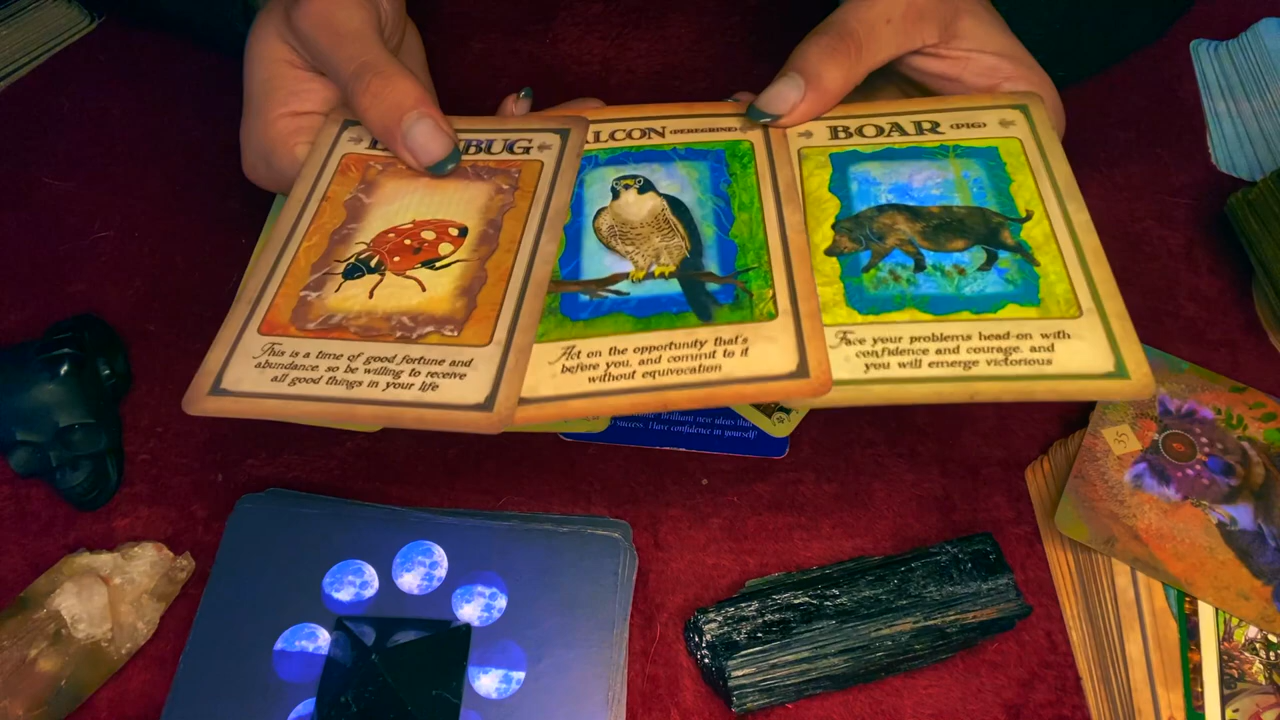 BUG
This is a time of good fortune and
abundance, so be willing to receive
all good things in your life
ALCON (PEREGRINE)
Act on the opportunity that's
before you, and commit to it
without equivocation
BOAR (PIG)
Face your problems head-on with
confidence and courage, and
you will emerge victorious
Brilliant new ideas that
success. Have confidence in yourself!
35